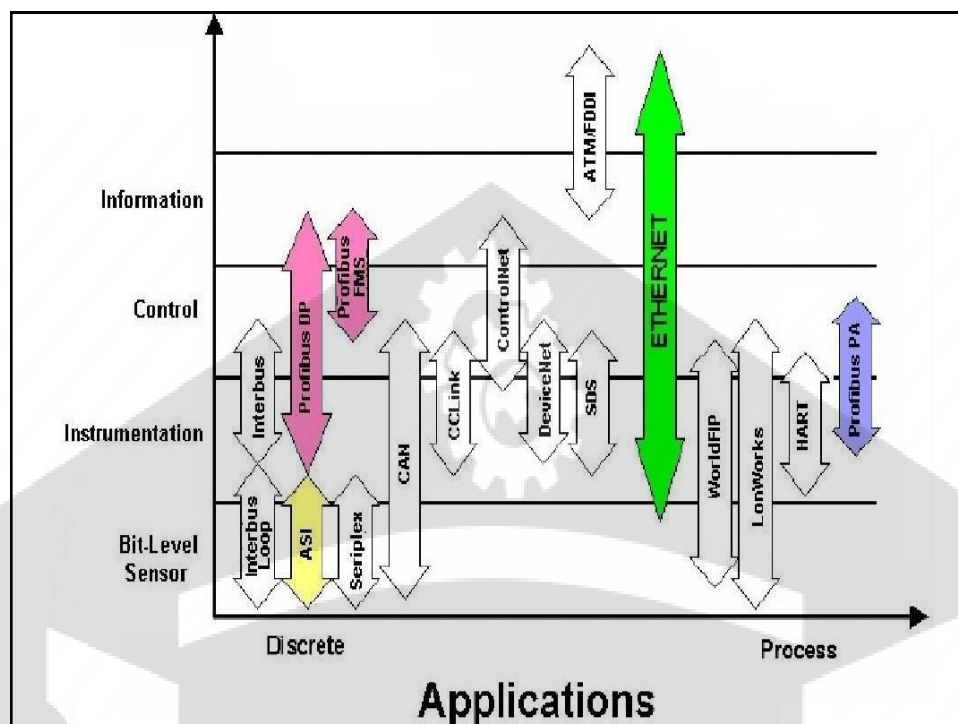 Information
Control
Instrumentation
Bit-Level
Sensor
Interbus
Interbus
Loop
Profibus DP
ASI
Profibus
FMS
Seriplex
CAN
CCLink
ControlNet
DeviceNet
SDS
ATM/FDDI
ETHERNET
WorldFIP
LonWorks
HART
Profibus PA
Discrete
Process
Applications